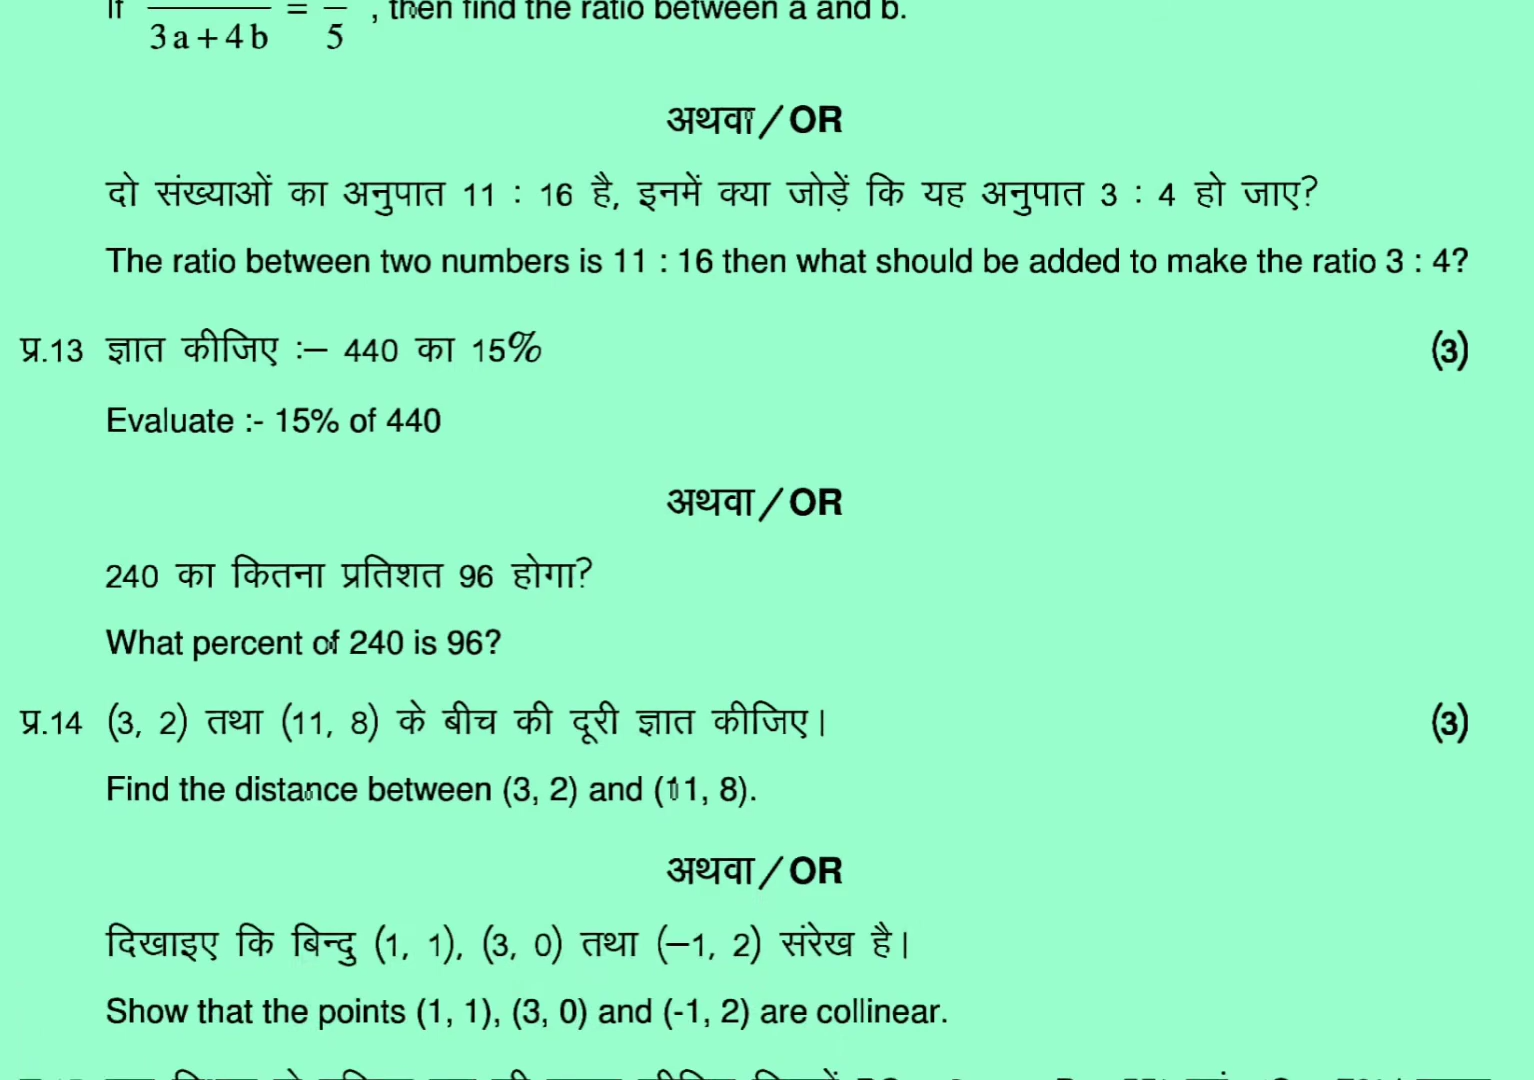 If 3a+4b = 5 , then find the ratio between a and b.
अथवा/OR
दो संख्याओं का अनुपात 11 : 16 है, इनमें क्या जोड़ें कि यह अनुपात 3 : 4 हो जाए?
The ratio between two numbers is 11 : 16 then what should be added to make the ratio 3 : 4?
प्र.13 ज्ञात कीजिए :– 440 का 15% (3)
Evaluate :- 15% of 440
अथवा/OR
240 का कितना प्रतिशत 96 होगा?
What percent of 240 is 96?
प्र.14 (3, 2) तथा (11, 8) के बीच की दूरी ज्ञात कीजिए। (3)
Find the distance between (3, 2) and (11, 8).
अथवा/OR
दिखाइए कि बिन्दु (1, 1), (3, 0) तथा (–1, 2) संरेख है।
Show that the points (1, 1), (3, 0) and (-1, 2) are collinear.